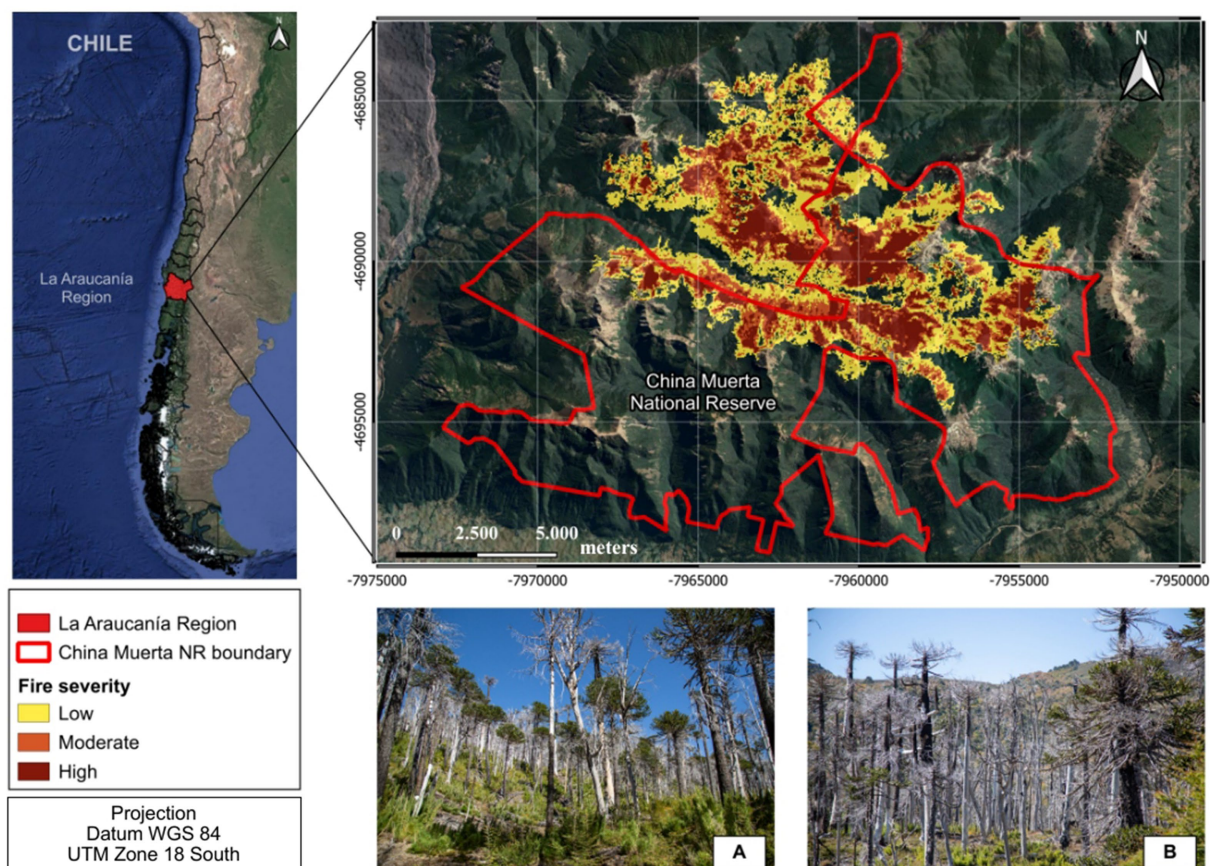 CHILE
N
La Araucanía
Region
N
-4685000
-4690000
-4695000
China Muerta
National Reserve
0 2.500 5.000 meters
-7975000 -7970000 -7965000 -7960000 -7955000 -7950000
La Araucanía Region
China Muerta NR boundary
Fire severity
Low
Moderate
High
Projection
Datum WGS 84
UTM Zone 18 South
A
B